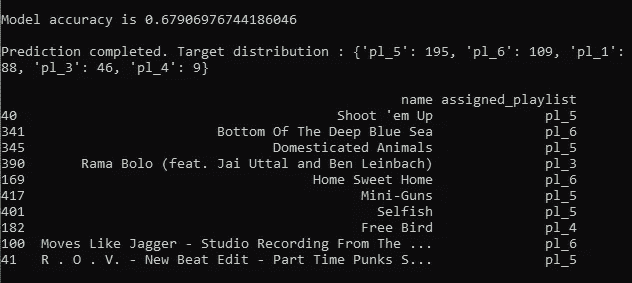 Model accuracy is 0.67906976744186046
Prediction completed. Target distribution : {'pl_5': 195, 'pl_6': 109, 'pl_1':
88, 'pl_3': 46, 'pl_4': 9}
name assigned_playlist
40 Shoot 'em Up pl_5
341 Bottom Of The Deep Blue Sea pl_6
345 Domesticated Animals pl_5
390 Rama Bolo (feat. Jai Uttal and Ben Leinbach) pl_3
169 Home Sweet Home pl_6
417 Mini-Guns pl_5
401 Selfish pl_5
182 Free Bird pl_4
100 Moves Like Jagger - Studio Recording From The ... pl_6
41 R . O . V. - New Beat Edit - Part Time Punks S... pl_5